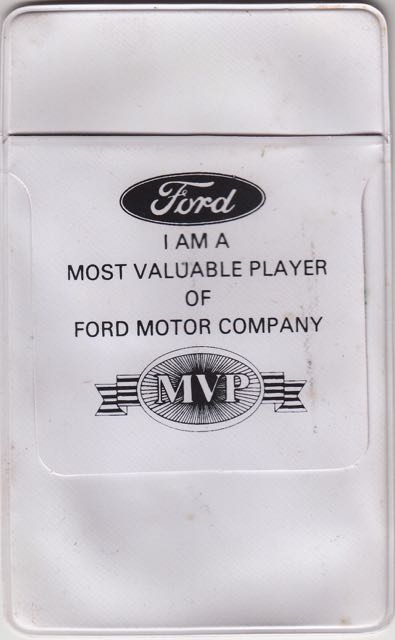 Ford
I AM A
MOST VALUABLE PLAYER
OF
FORD MOTOR COMPANY
MVP